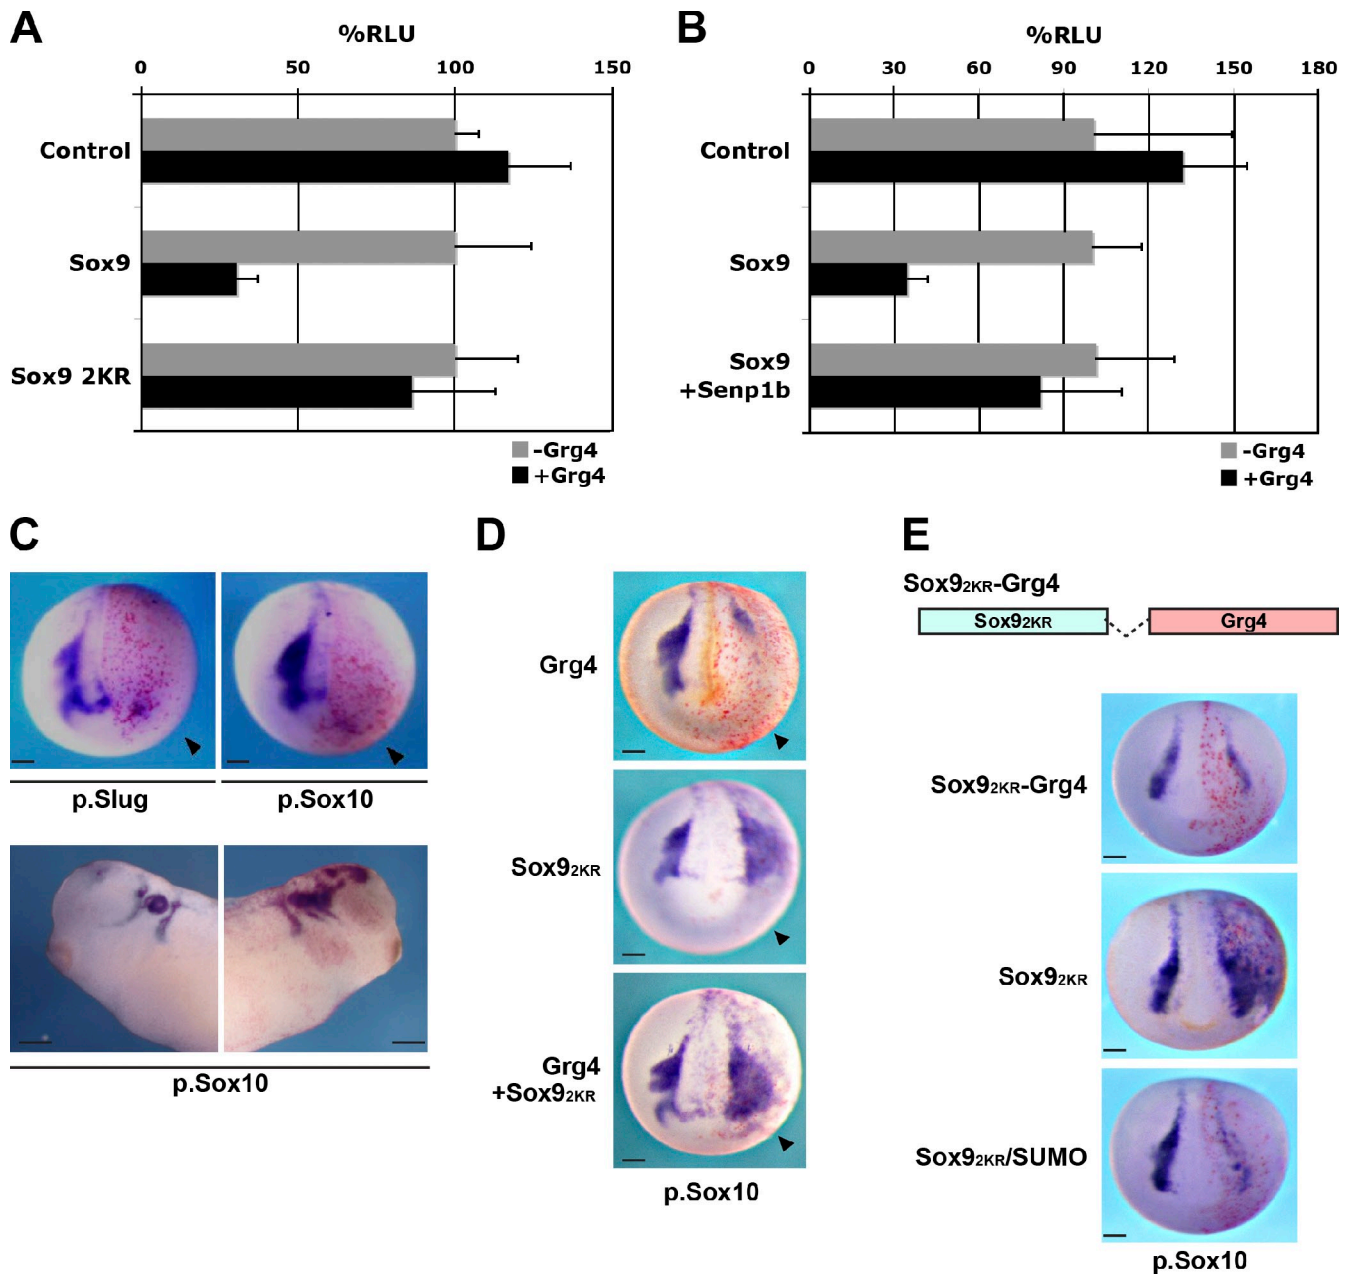 A
%RLU
0 50 100 150
Control
Sox9
Sox9 2KR
-Grg4
+Grg4
B
%RLU
0 30 60 90 120 150 180
Control
Sox9
Sox9
+Senp1b
-Grg4
+Grg4
C
p.Slug
p.Sox10
p.Sox10
D
Grg4
Sox92KR
Grg4
+Sox92KR
p.Sox10
E
Sox92KR-Grg4
Sox92KR
Grg4
Sox92KR-Grg4
Sox92KR
Sox92KR/SUMO
p.Sox10